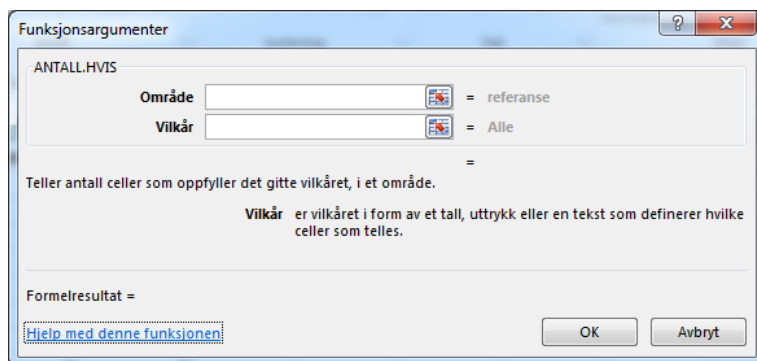 Funksjonsargumenter
ANTALL.HVIS
Område = referanse
Vilkår = Alle
=
Teller antall celler som oppfyller det gitte vilkåret, i et område.
Vilkår er vilkåret i form av et tall, uttrykk eller en tekst som definerer hvilke
celler som telles.
Formelresultat =
Hjelp med denne funksjonen OK Avbryt